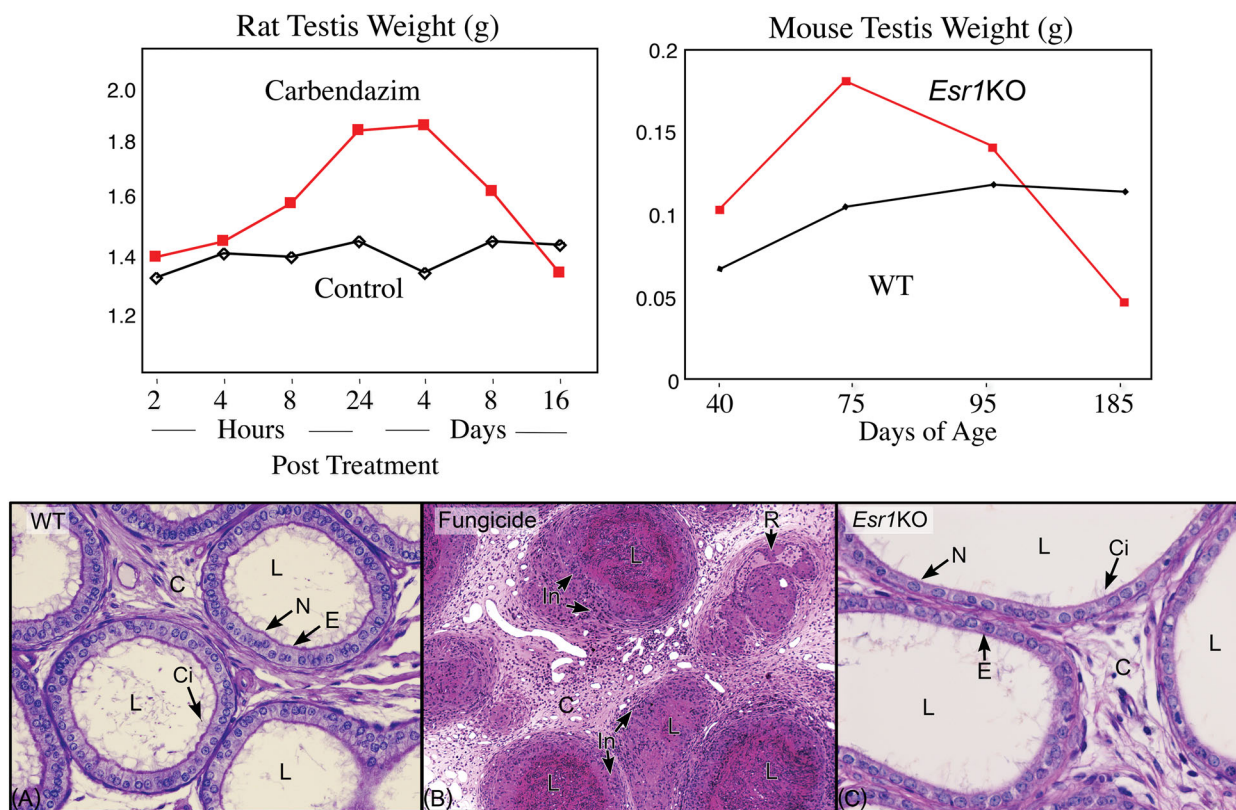 Rat Testis Weight (g)
2.0
1.8
1.6
1.4
1.2
Carbendazim
Control
2 4 8 24 4 8 16
Hours Days
Post Treatment
Mouse Testis Weight (g)
0.2
0.15
0.1
0.05
0
Esr1KO
WT
40 75 95 185
Days of Age
WT
L
C
N
E
Ci
L
L
(A)
Fungicide
R
L
In
C
In
L
L
L
(B)
Esr1KO
L
Ci
N
E
C
L
L
(C)